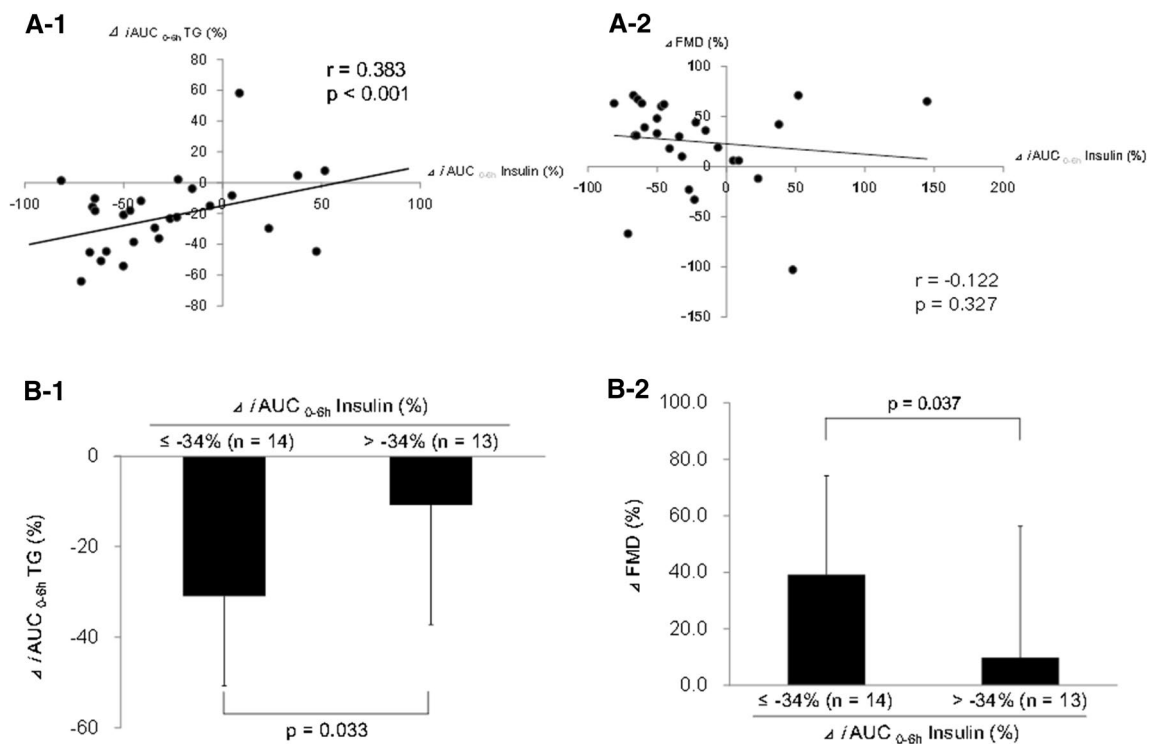 A-1
⊿ iAUC 0-6h TG (%)
r = 0.383
p < 0.001
80
60
40
20
0
-20
-40
-60
-80
-100
-50
0
50
100
⊿ iAUC 0-6h Insulin (%)
A-2
⊿ FMD (%)
100
50
0
-50
-100
-150
-100
-50
0
50
100
150
200
⊿ iAUC 0-6h Insulin (%)
r = -0.122
p = 0.327
B-1
⊿ iAUC 0-6h Insulin (%)
≤ -34% (n = 14) > -34% (n = 13)
0
-20
-40
-60
⊿ iAUC 0-6h TG (%)
p = 0.033
B-2
100.0
80.0
60.0
40.0
20.0
0.0
⊿ FMD (%)
p = 0.037
≤ -34% (n = 14) > -34% (n = 13)
⊿ iAUC 0-6h Insulin (%)